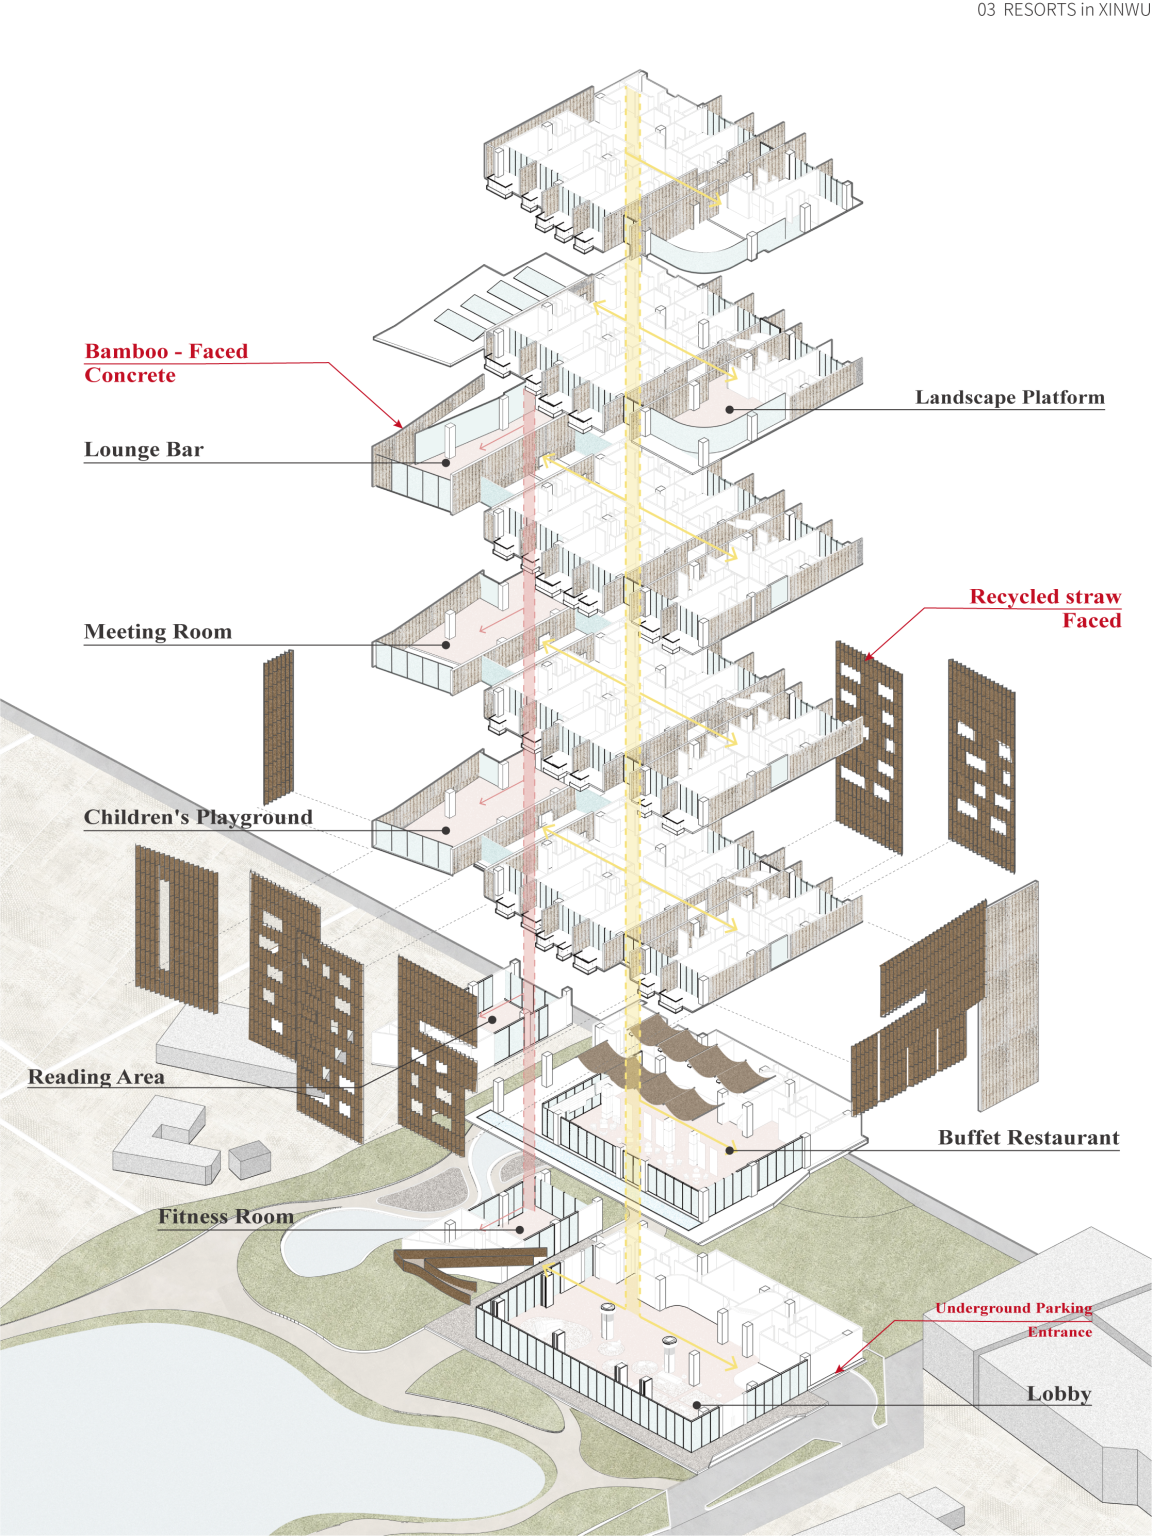 03 RESORTS in XINWU
Bamboo - Faced
Concrete
Landscape Platform
Lounge Bar
Recycled straw
Faced
Meeting Room
Children's Playground
Reading Area
Buffet Restaurant
Fitness Room
Underground Parking
Entrance
Lobby